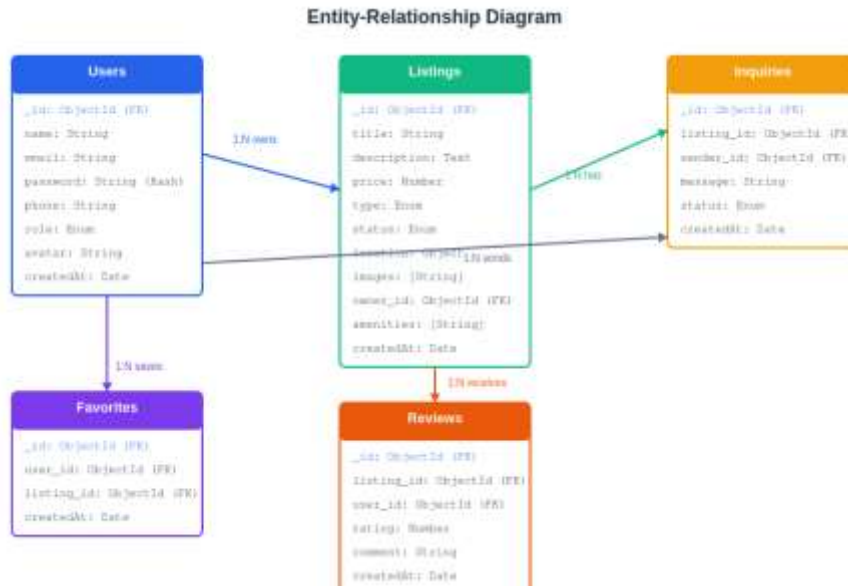 Entity-Relationship Diagram
Users
_id: ObjectId (PK)
name: String
email: String
password: String (Hash)
phone: String
role: Enum
avatar: String
createdAt: Date
1:N owns
Listings
_id: ObjectId (PK)
title: String
description: Text
price: Number
type: Enum
status: Enum
location: Object
images: [String]
owner_id: ObjectId (FK)
amenities: [String]
createdAt: Date
1:N has
1:N sends
Inquiries
_id: ObjectId (PK)
listing_id: ObjectId (FK)
sender_id: ObjectId (FK)
message: String
status: Enum
createdAt: Date
1:N saves
Favorites
_id: ObjectId (PK)
user_id: ObjectId (FK)
listing_id: ObjectId (FK)
createdAt: Date
1:N receives
Reviews
_id: ObjectId (PK)
listing_id: ObjectId (FK)
user_id: ObjectId (FK)
rating: Number
comment: String
createdAt: Date